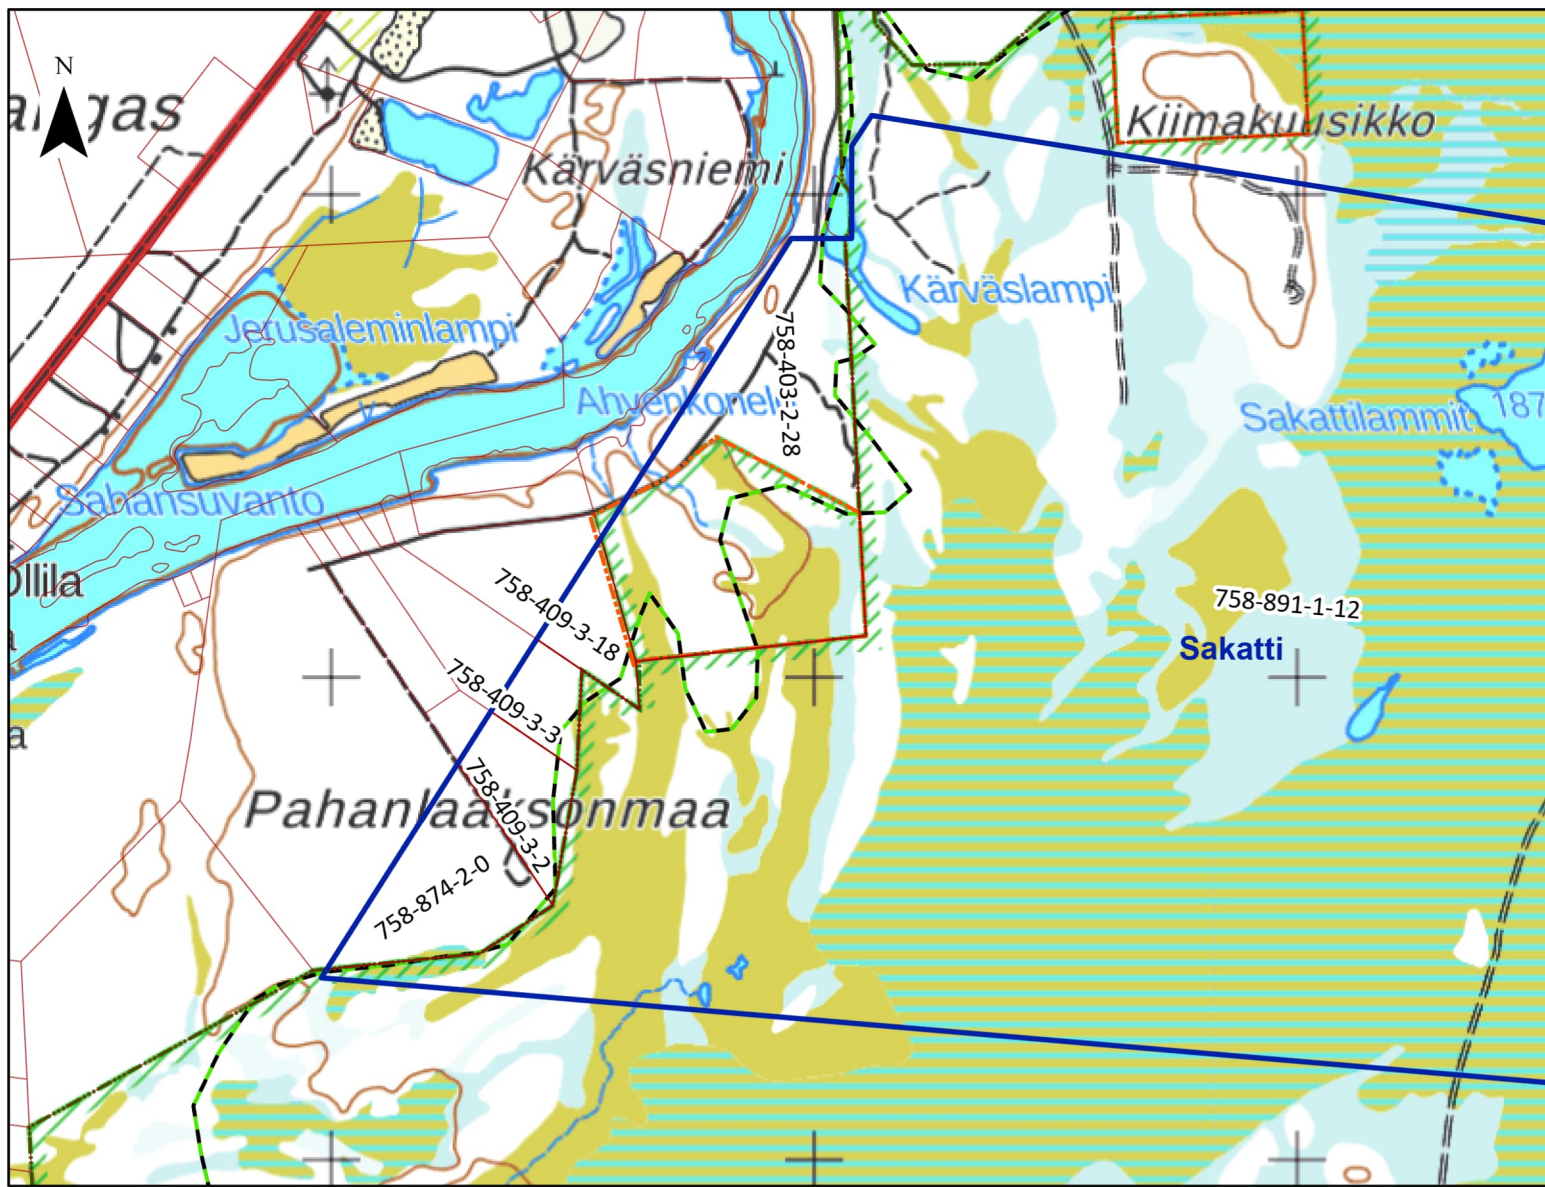 N
Kiimakuusikko
Kärväsniemi
Kärväslampi
Jerusaleminlampi
758-403-2-28
Sakattilammit 187
Sahansuvanto
758-409-3-18
758-891-1-12
Sakatti
758-409-3-3
758-409-3-2
Pahanlaaksonmaa
758-874-2-0